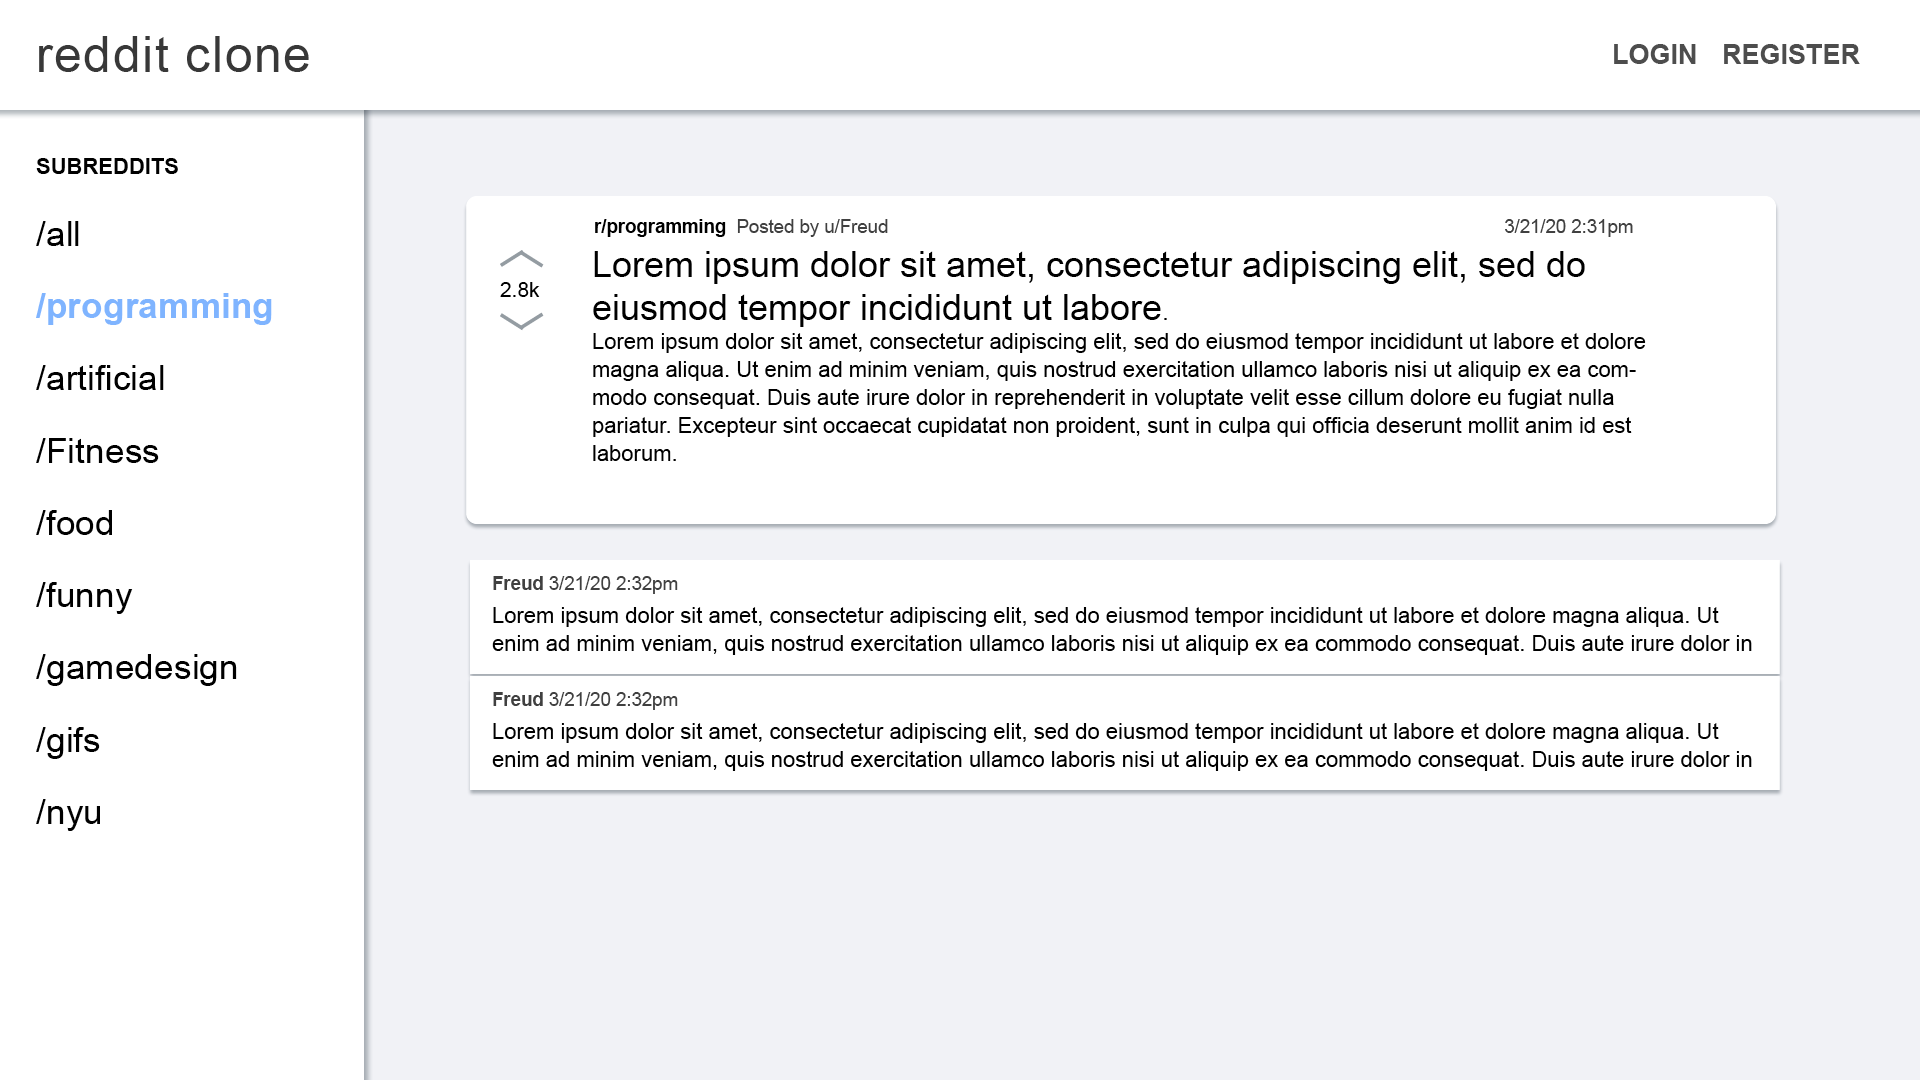 reddit clone
LOGIN REGISTER
SUBREDDITS
/all
/programming
/artificial
/Fitness
/food
/funny
/gamedesign
/gifs
/nyu
r/programming Posted by u/Freud 3/21/20 2:31pm
2.8k
Lorem ipsum dolor sit amet, consectetur adipiscing elit, sed do
eiusmod tempor incididunt ut labore.
Lorem ipsum dolor sit amet, consectetur adipiscing elit, sed do eiusmod tempor incididunt ut labore et dolore
magna aliqua. Ut enim ad minim veniam, quis nostrud exercitation ullamco laboris nisi ut aliquip ex ea com-
modo consequat. Duis aute irure dolor in reprehenderit in voluptate velit esse cillum dolore eu fugiat nulla
pariatur. Excepteur sint occaecat cupidatat non proident, sunt in culpa qui officia deserunt mollit anim id est
laborum.
Freud 3/21/20 2:32pm
Lorem ipsum dolor sit amet, consectetur adipiscing elit, sed do eiusmod tempor incididunt ut labore et dolore magna aliqua. Ut
enim ad minim veniam, quis nostrud exercitation ullamco laboris nisi ut aliquip ex ea commodo consequat. Duis aute irure dolor in
Freud 3/21/20 2:32pm
Lorem ipsum dolor sit amet, consectetur adipiscing elit, sed do eiusmod tempor incididunt ut labore et dolore magna aliqua. Ut
enim ad minim veniam, quis nostrud exercitation ullamco laboris nisi ut aliquip ex ea commodo consequat. Duis aute irure dolor in